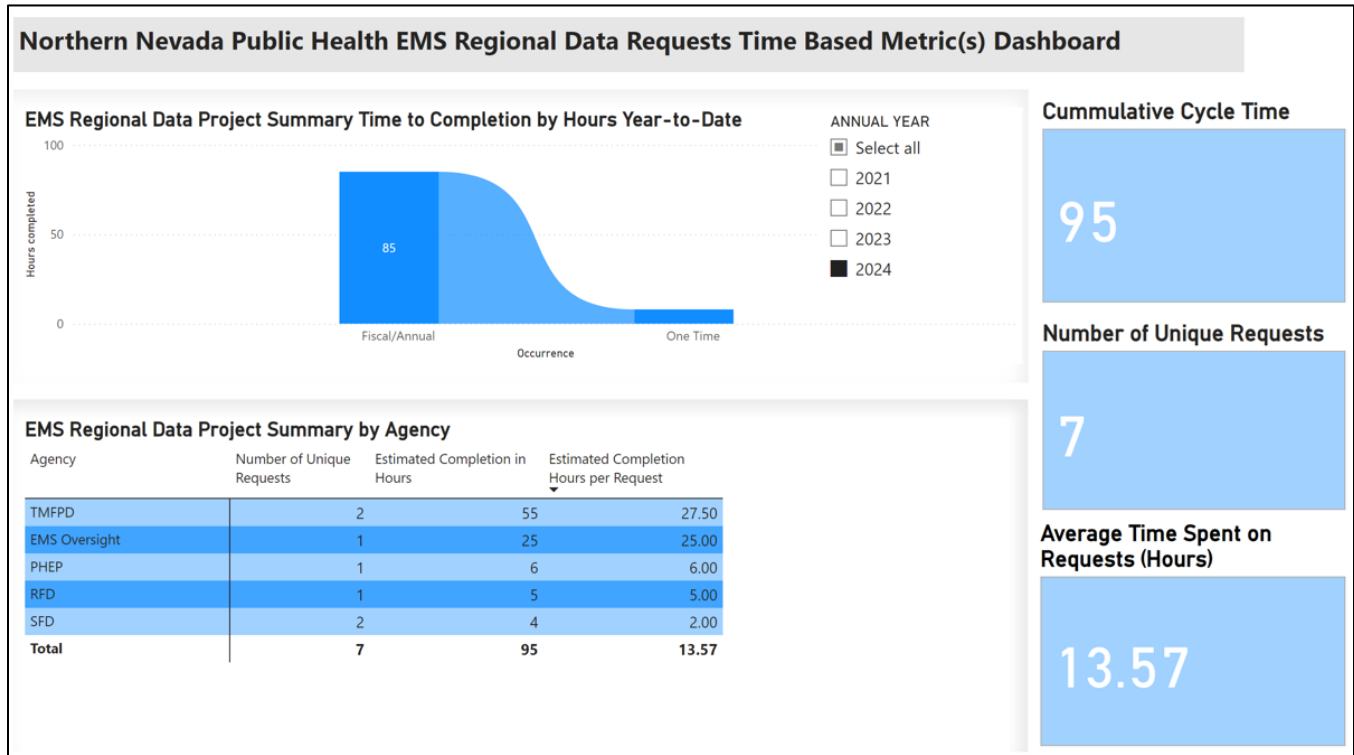 Northern Nevada Public Health EMS Regional Data Requests Time Based Metric(s) Dashboard
EMS Regional Data Project Summary Time to Completion by Hours Year-to-Date
100
50
0
Hours completed
85
Fiscal/Annual
One Time
Occurrence
ANNUAL YEAR
Select all
2021
2022
2023
2024
Cummulative Cycle Time
95
Number of Unique Requests
7
Average Time Spent on
Requests (Hours)
13.57
EMS Regional Data Project Summary by Agency
Agency Number of Unique Estimated Completion in Estimated Completion
Requests Hours Hours per Request
TMFPD 2 55 27.50
EMS Oversight 1 25 25.00
PHEP 1 6 6.00
RFD 1 5 5.00
SFD 2 4 2.00
Total 7 95 13.57